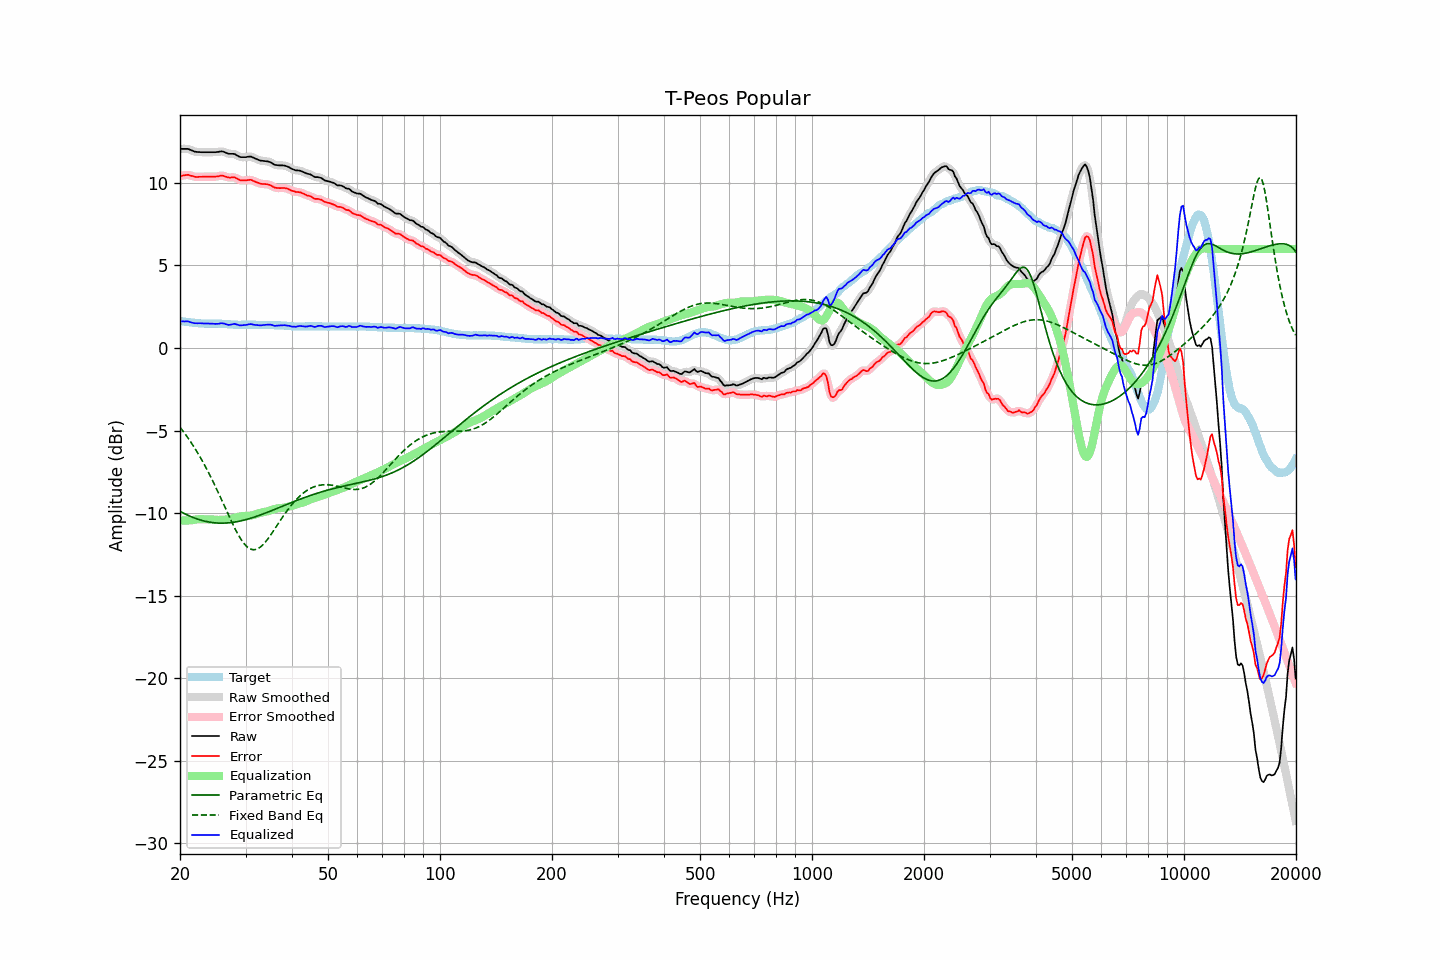 T-Peos Popular
Amplitude (dBr)
10
5
0
−5
−10
−15
−20
−25
−30
Target
Raw Smoothed
Error Smoothed
Raw
Error
Equalization
Parametric Eq
Fixed Band Eq
Equalized
20 50 100 200 500 1000 2000 5000 10000 20000
Frequency (Hz)